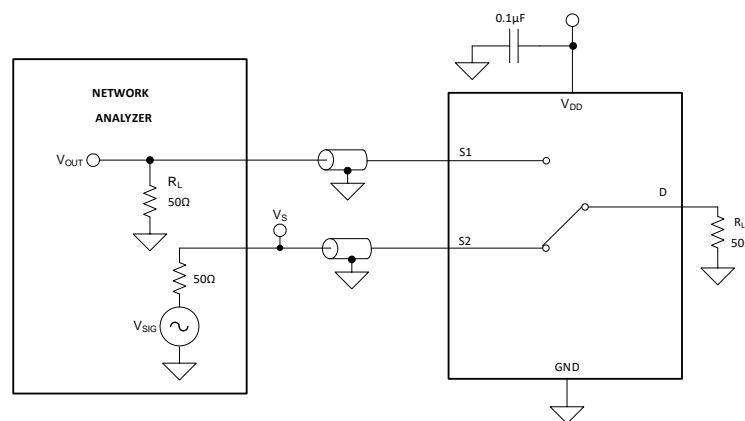 0.1µF
NETWORK
ANALYZER
VDD
VOUT
S1
RL
50Ω
D
VS
S2
RL
50
50Ω
VSIG
GND